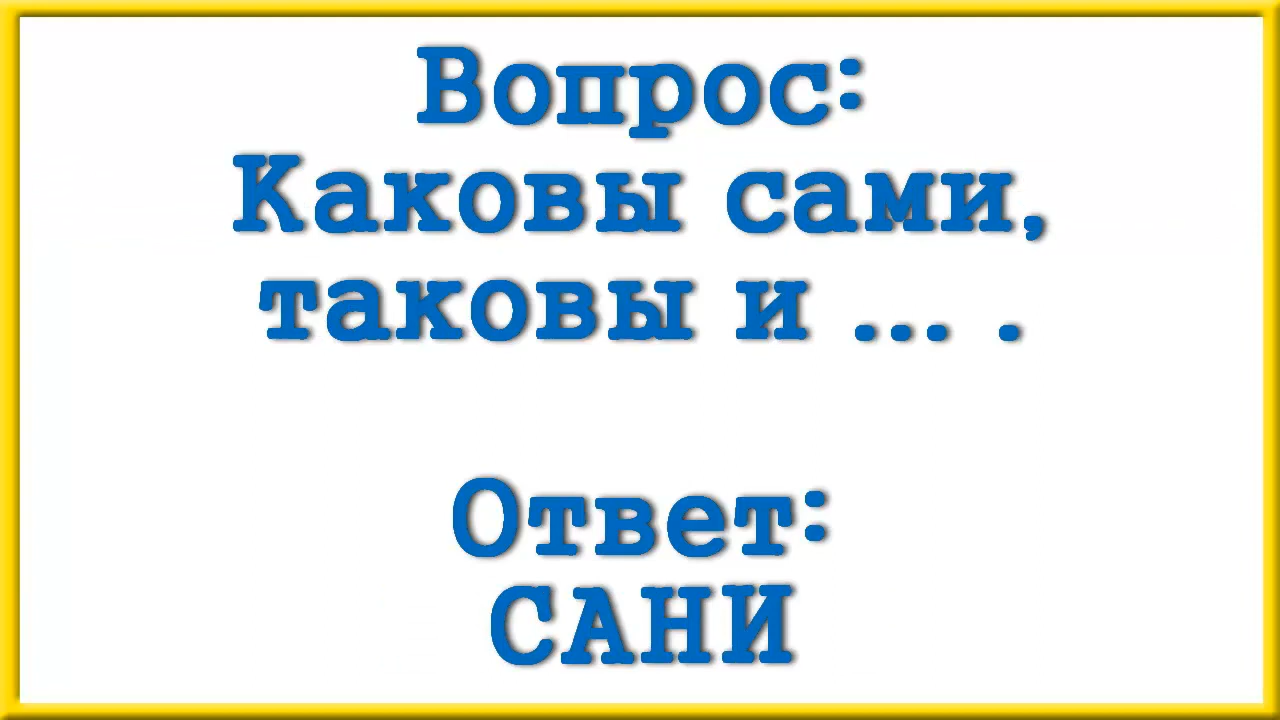 Вопрос:
Каковы сами,
таковы и ... .
Ответ:
САНИ